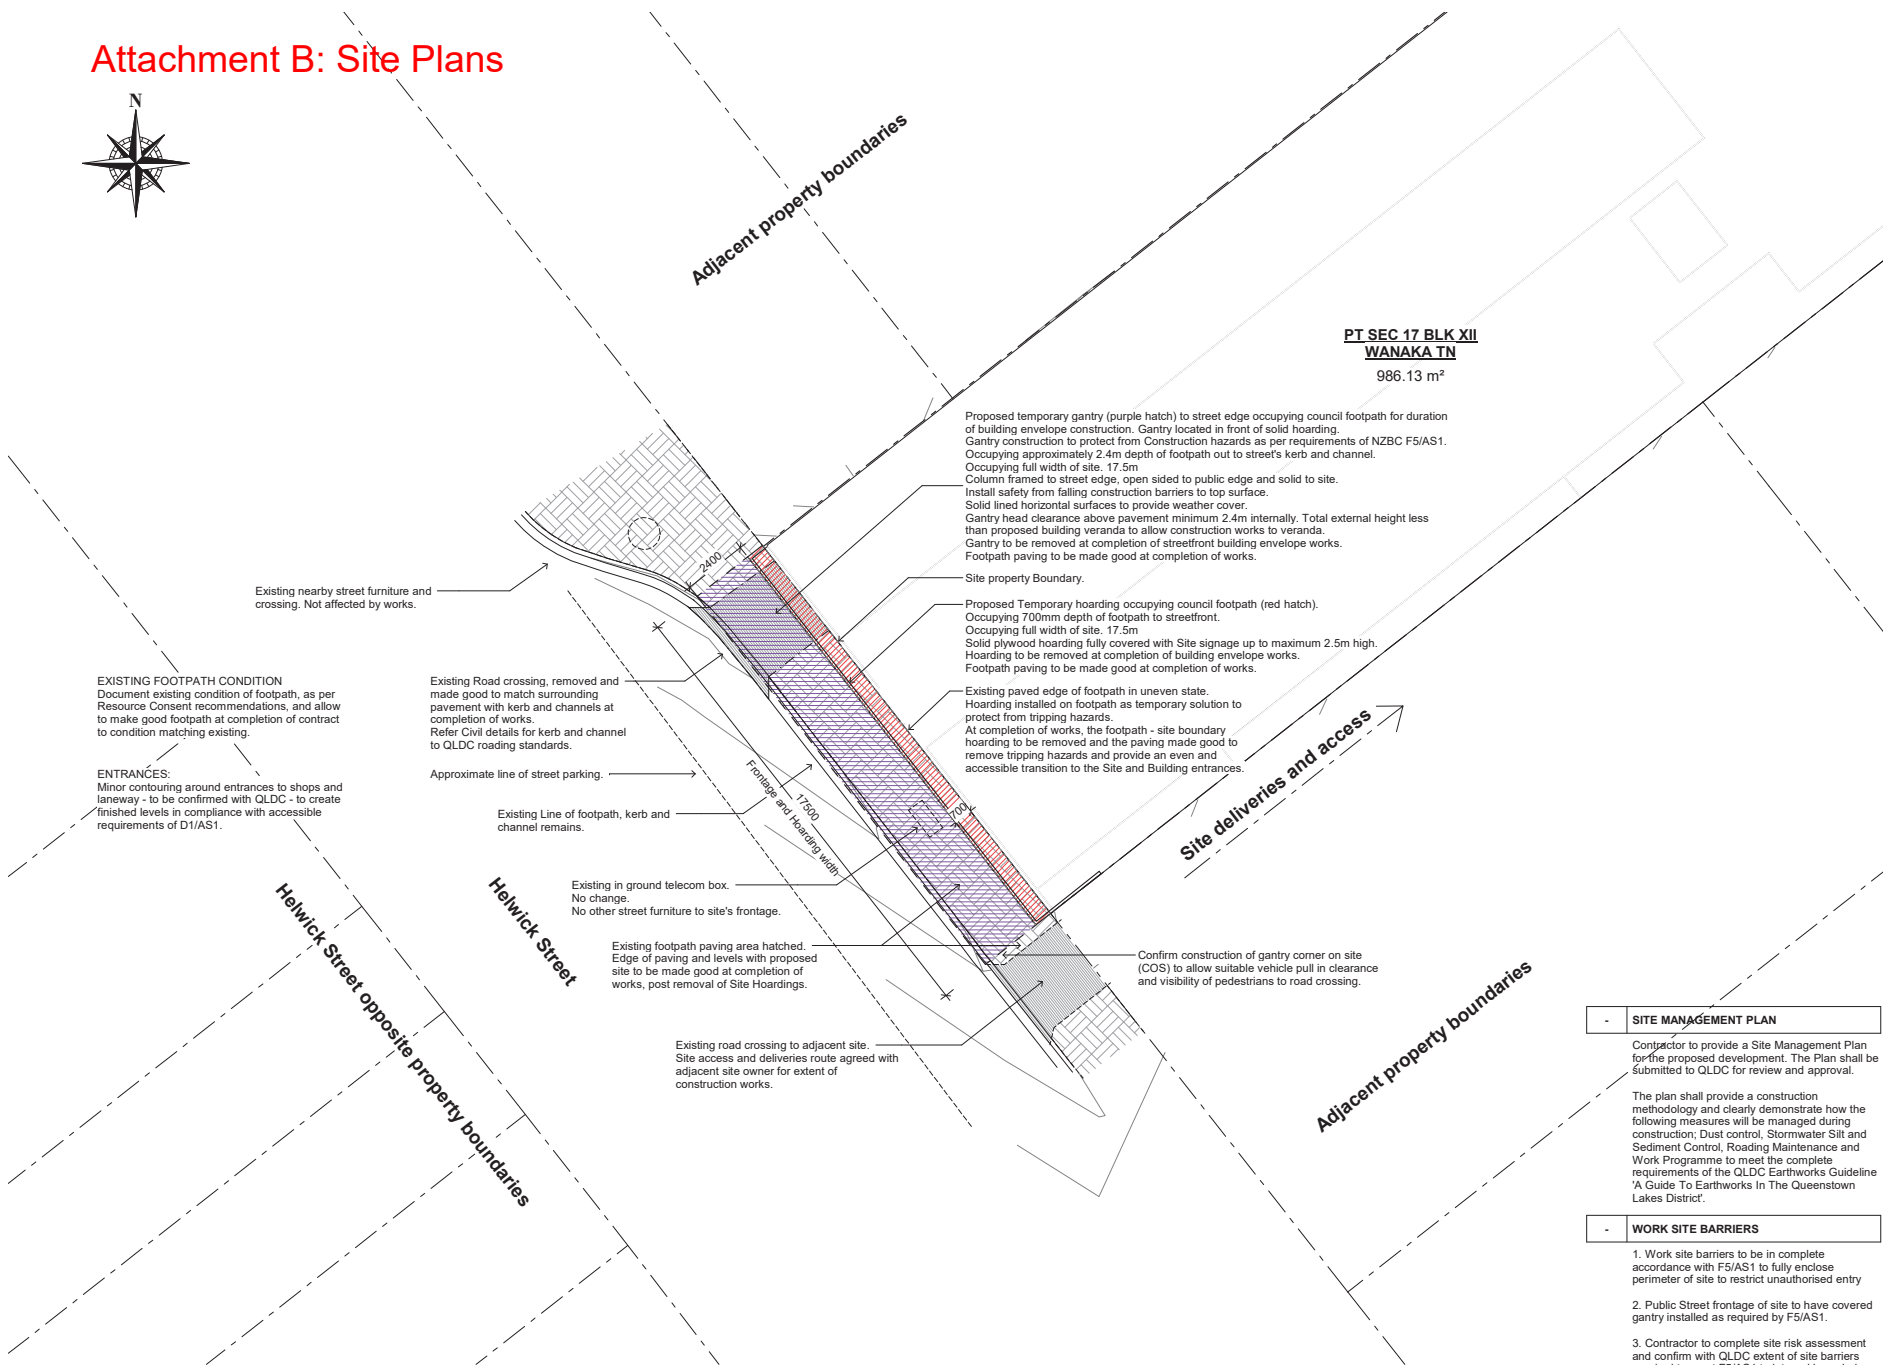 Attachment B: Site Plans
N
Adjacent property boundaries
PT SEC 17 BLK XII
WANAKA TN
986.13 m²
Proposed temporary gantry (purple hatch) to street edge occupying council footpath for duration
of building envelope construction. Gantry located in front of solid hoarding.
Gantry construction to protect from Construction hazards as per requirements of NZBC F5/AS1.
Occupying approximately 2.4m depth of footpath out to street's kerb and channel.
Occupying full width of site. 17.5m
Column framed to street edge, open sided to public edge and solid to site.
Install safety from falling construction barriers to top surface.
Solid lined horizontal surfaces to provide weather cover.
Gantry head clearance above pavement minimum 2.4m internally. Total external height less
than proposed building veranda to allow construction works to veranda.
Gantry to be removed at completion of streetfront building envelope works.
Footpath paving to be made good at completion of works.
Site property Boundary.
Proposed Temporary hoarding occupying council footpath (red hatch).
Occupying 700mm depth of footpath to streetfront.
Occupying full width of site. 17.5m
Solid plywood hoarding fully covered with Site signage up to maximum 2.5m high.
Hoarding to be removed at completion of building envelope works.
Footpath paving to be made good at completion of works.
Existing paved edge of footpath in uneven state.
Hoarding installed on footpath as temporary solution to
protect from tripping hazards.
At completion of works, the footpath - site boundary
hoarding to be removed and the paving made good to
remove tripping hazards and provide an even and
accessible transition to the Site and Building entrances.
2400
Existing nearby street furniture and
crossing. Not affected by works.
EXISTING FOOTPATH CONDITION
Document existing condition of footpath, as per
Resource Consent recommendations, and allow
to make good footpath at completion of contract
to condition matching existing.
ENTRANCES:
Minor contouring around entrances to shops and
laneway - to be confirmed with QLDC - to create
finished levels in compliance with accessible
requirements of D1/AS1.
Existing Road crossing, removed and
made good to match surrounding
pavement with kerb and channels at
completion of works.
Refer Civil details for kerb and channel
to QLDC roading standards.
Approximate line of street parking.
Existing Line of footpath, kerb and
channel remains.
17500
Frontage and Hoarding width
700
Site deliveries and access
Existing in ground telecom box.
No change.
No other street furniture to site's frontage.
Existing footpath paving area hatched.
Edge of paving and levels with proposed
site to be made good at completion of
works, post removal of Site Hoardings.
Existing road crossing to adjacent site.
Site access and deliveries route agreed with
adjacent site owner for extent of
construction works.
Confirm construction of gantry corner on site
(COS) to allow suitable vehicle pull in clearance
and visibility of pedestrians to road crossing.
Helwick Street
Helwick Street opposite property boundaries
Adjacent property boundaries
- SITE MANAGEMENT PLAN
Contractor to provide a Site Management Plan
for the proposed development. The Plan shall be
submitted to QLDC for review and approval.
The plan shall provide a construction
methodology and clearly demonstrate how the
following measures will be managed during
construction; Dust control, Stormwater Silt and
Sediment Control, Roading Maintenance and
Work Programme to meet the complete
requirements of the QLDC Earthworks Guideline
'A Guide To Earthworks In The Queenstown
Lakes District'.
- WORK SITE BARRIERS
1. Work site barriers to be in complete
accordance with F5/AS1 to fully enclose
perimeter of site to restrict unauthorised entry
2. Public Street frontage of site to have covered
gantry installed as required by F5/AS1.
3. Contractor to complete site risk assessment
and confirm with QLDC extent of site barriers